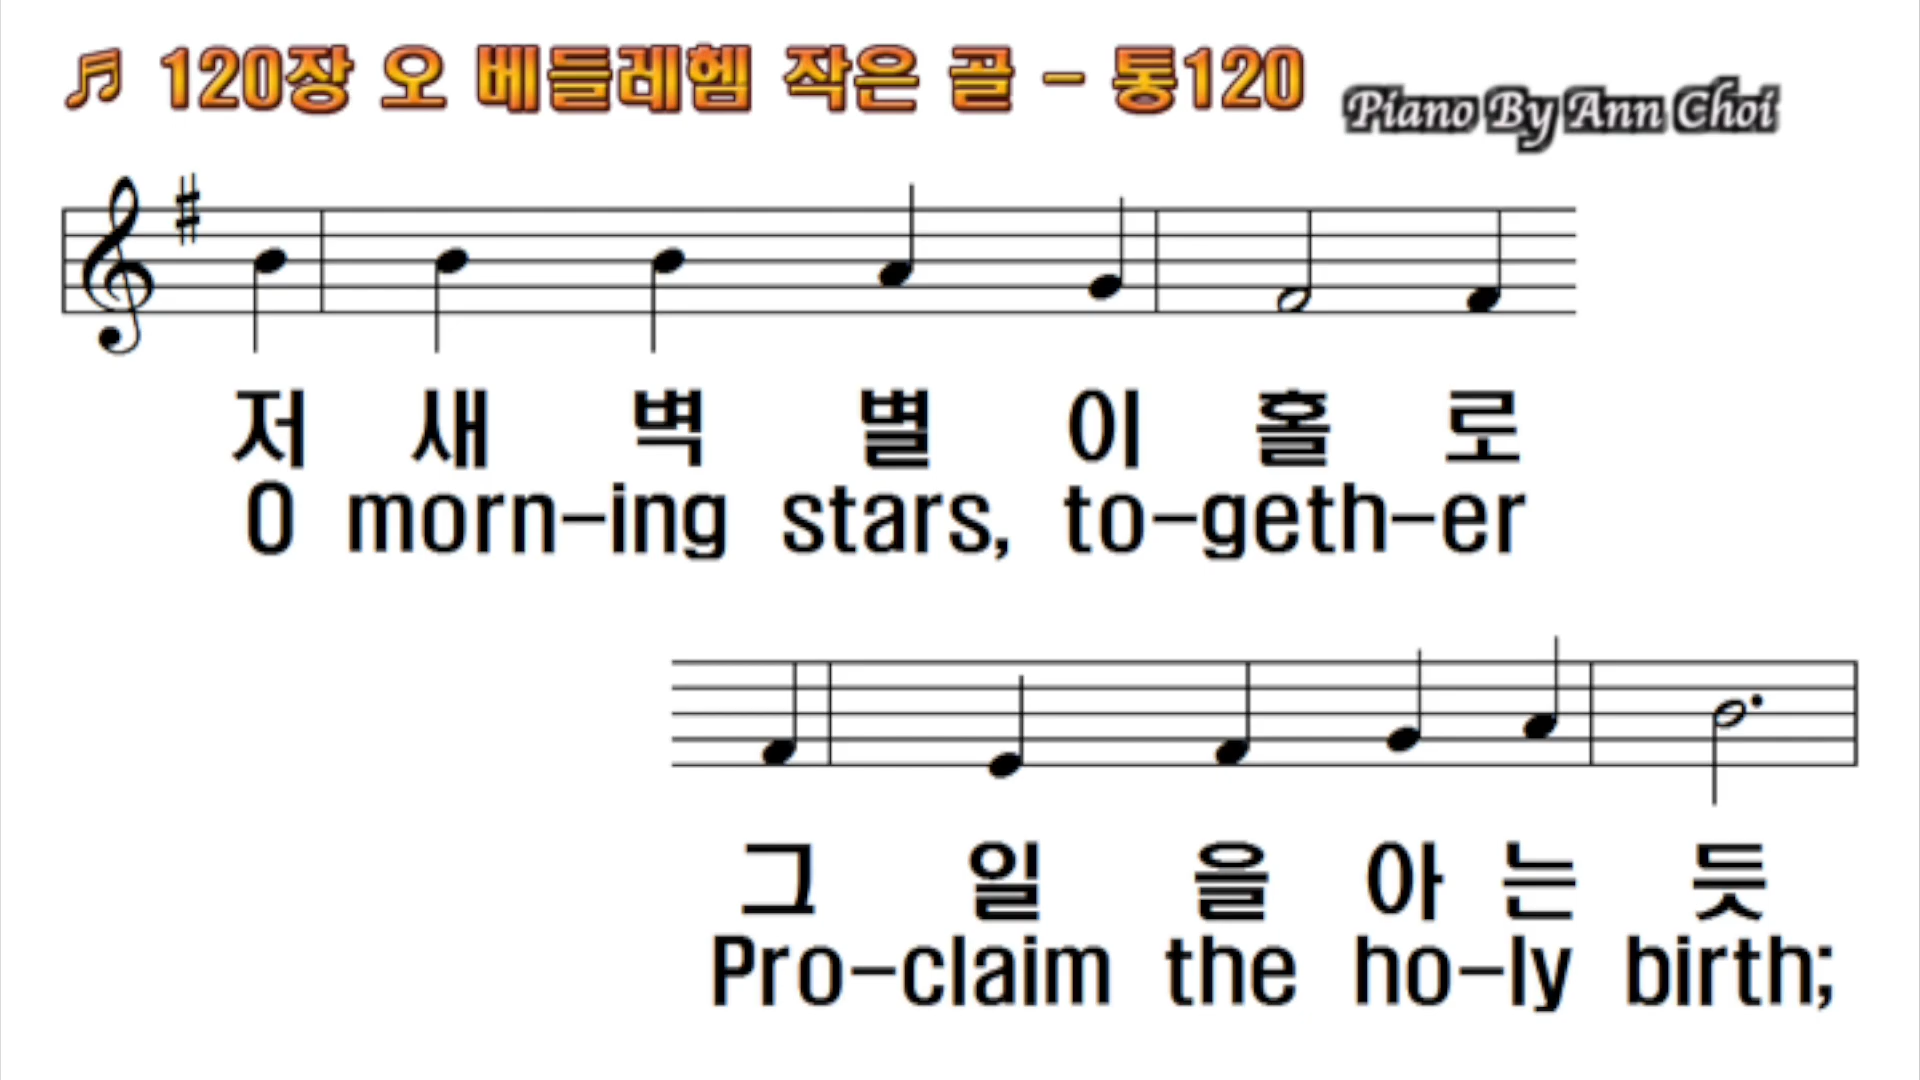 ♬ 120장 오 베들레헴 작은 골 - 통120
Piano By Ann Choi
저 새 벽 별 이 홀 로
O morn-ing stars, to-geth-er
그 일 을 아 는 듯
Pro-claim the ho-ly birth;